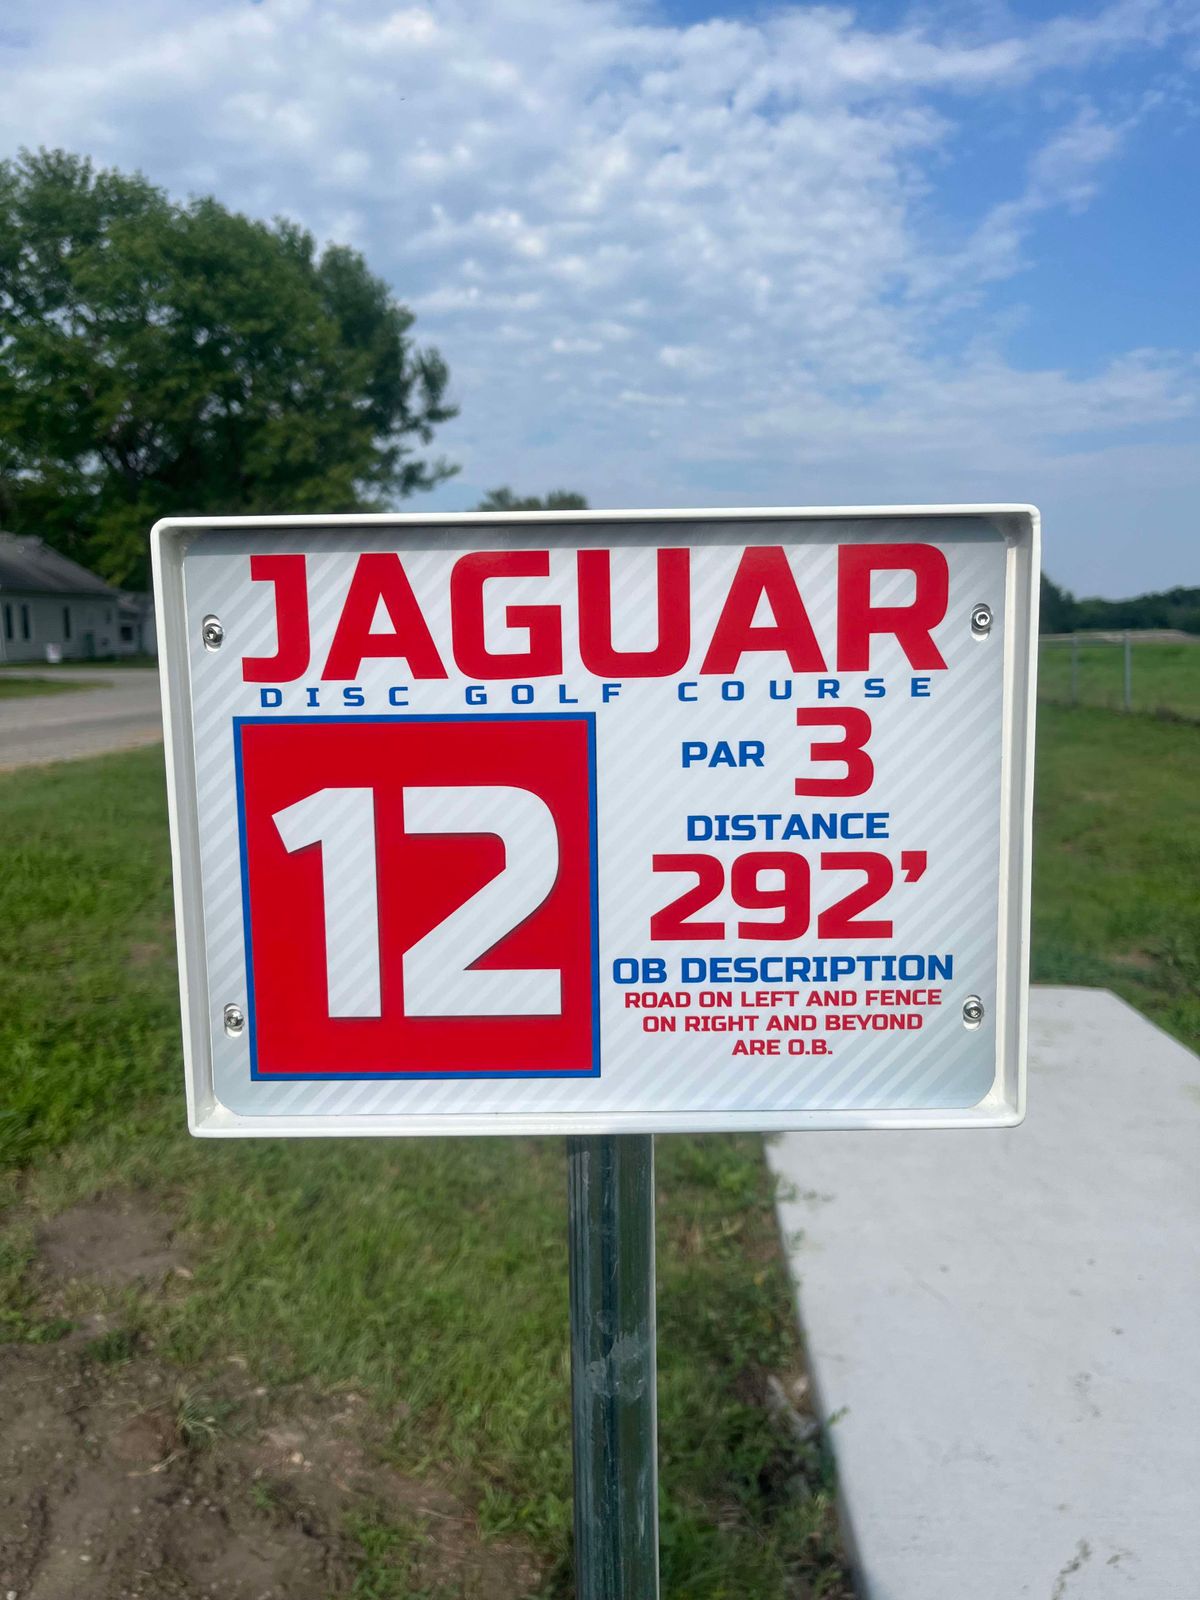 JAGUAR
DISC GOLF COURSE
12
PAR 3
DISTANCE
292’
OB DESCRIPTION
ROAD ON LEFT AND FENCE
ON RIGHT AND BEYOND
ARE O.B.